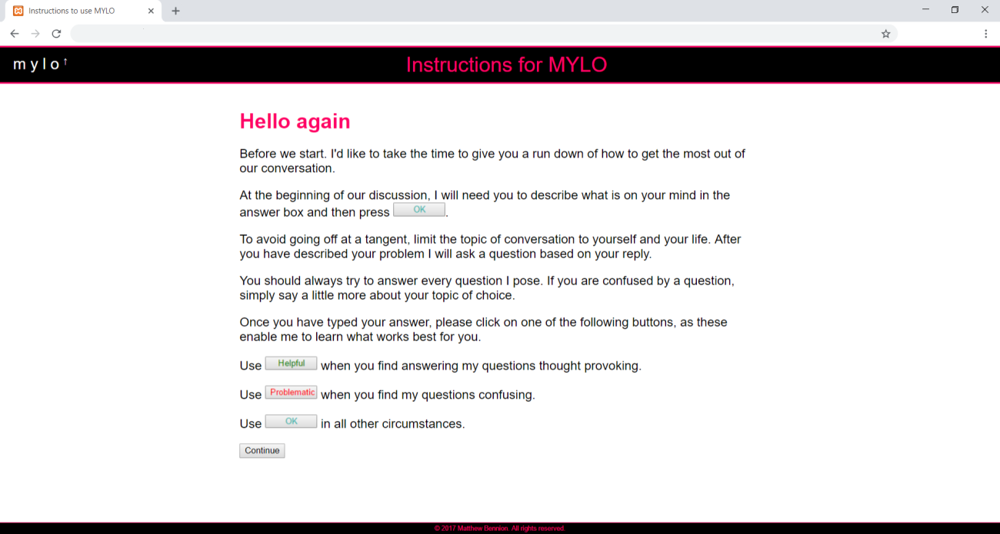 Instructions to use MYLO
mylo↑
Instructions for MYLO
Hello again
Before we start. I'd like to take the time to give you a run down of how to get the most out of
our conversation.
At the beginning of our discussion, I will need you to describe what is on your mind in the
answer box and then press OK.
To avoid going off at a tangent, limit the topic of conversation to yourself and your life. After
you have described your problem I will ask a question based on your reply.
You should always try to answer every question I pose. If you are confused by a question,
simply say a little more about your topic of choice.
Once you have typed your answer, please click on one of the following buttons, as these
enable me to learn what works best for you.
Use Helpful when you find answering my questions thought provoking.
Use Problematic when you find my questions confusing.
Use OK in all other circumstances.
Continue
© 2017 Matthew Bennion. All rights reserved.